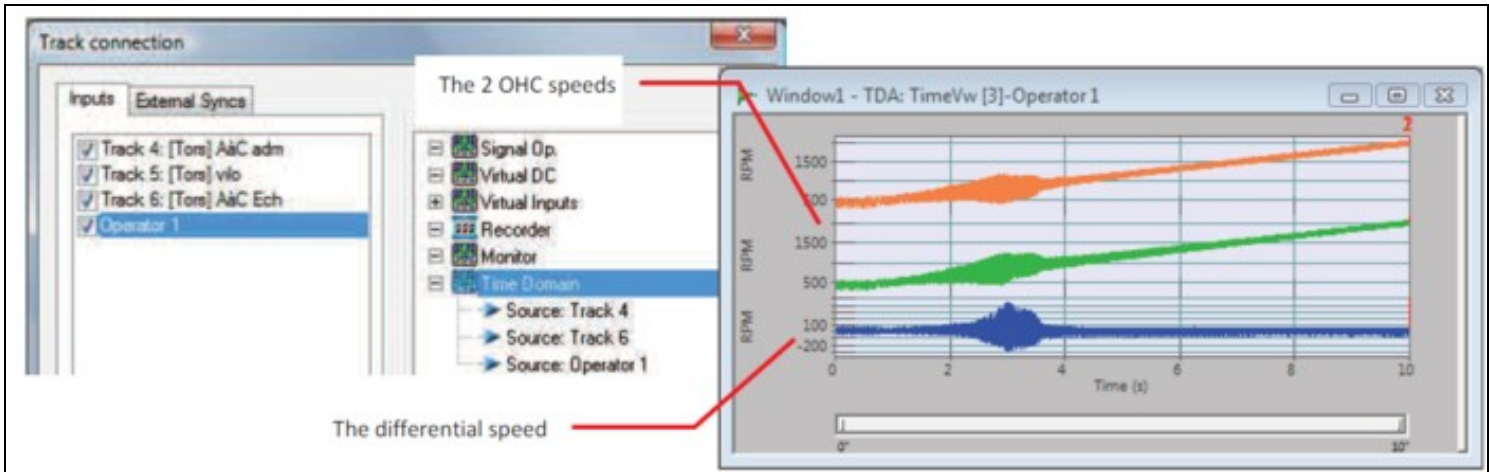 Track connection
Inputs
External Syncs
Track 4: [Tors] AàC adm
Track 5: [Tors] vilo
Track 6: [Tors] AàC Ech
Operator 1
Signal Op.
Virtual DC
Virtual Inputs
Recorder
Monitor
Time Domain
Source: Track 4
Source: Track 6
Source: Operator 1
The 2 OHC speeds
The differential speed
Window1 - TDA: TimeVw [3]-Operator 1
2
RPM
1500
500
RPM
1500
500
RPM
100
-200
0 2 4 6 8 10
Time (s)
0"
10"